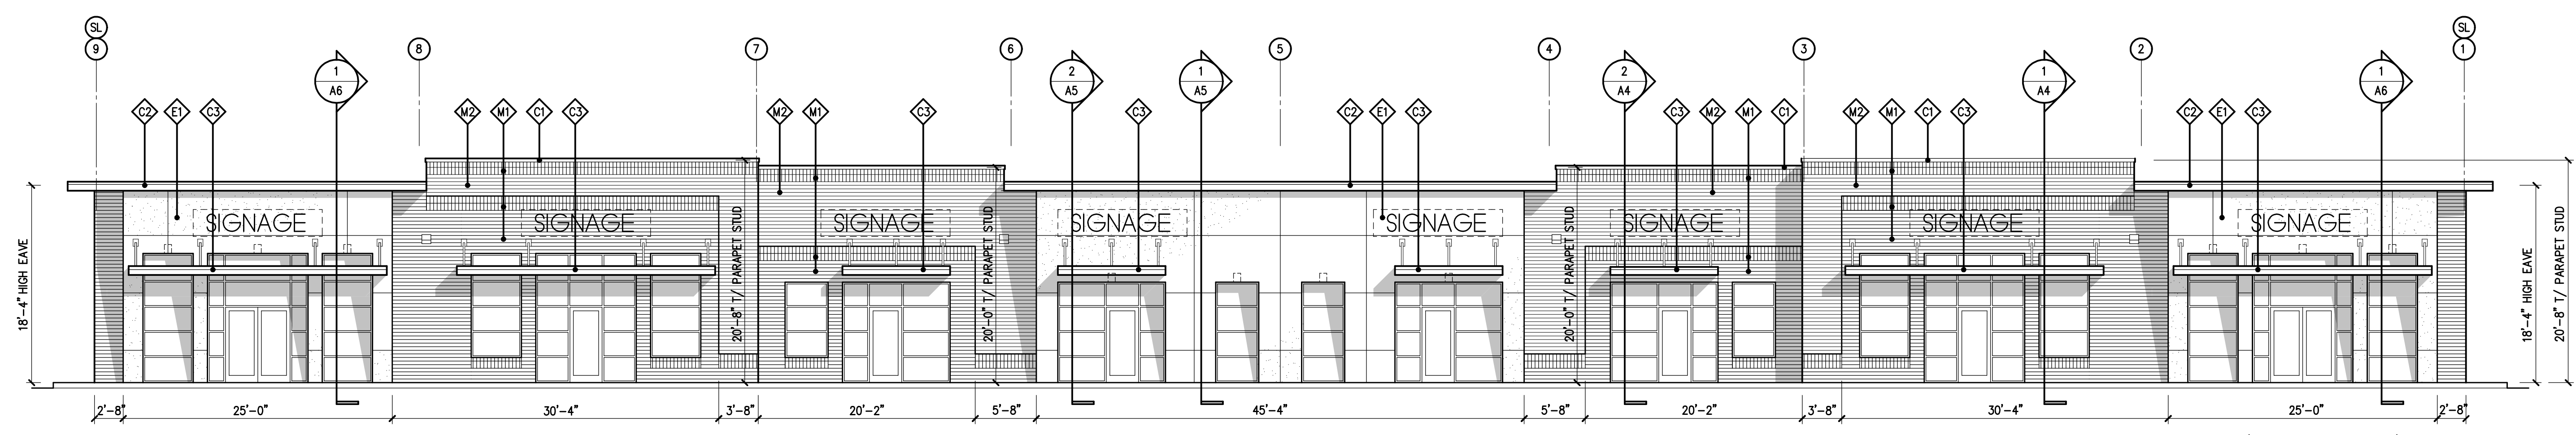 SL SL
9 8 7 6 5 4 3 2 1
1 2 1 2 1 1
A6 A5 A5 A4 A4 A6
C2 E1 C3 M2 M1 C1 C3 M2 M1 C3 C3 C2 E1 C3 C3 M2 M1 C1 M2 M1 C1 C3 C2 E1 C3
SIGNAGE SIGNAGE SIGNAGE SIGNAGE SIGNAGE SIGNAGE SIGNAGE SIGNAGE
18'-4" HIGH EAVE
20'-8" T/ PARAPET STUD
20'-0" T/ PARAPET STUD
20'-0" T/ PARAPET STUD
18'-4" HIGH EAVE
20'-8" T/ PARAPET STUD
2'-8" 25'-0" 30'-4" 3'-8" 20'-2" 5'-8" 45'-4" 5'-8" 20'-2" 3'-8" 30'-4" 25'-0" 2'-8"